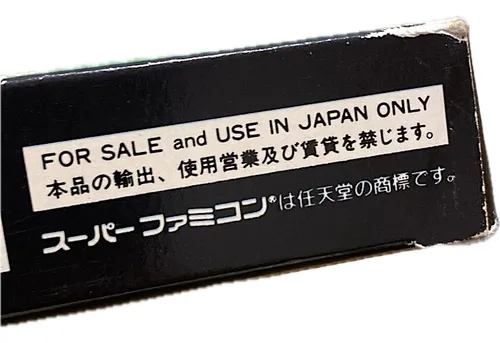 FOR SALE and USE IN JAPAN ONLY
本品の輸出、使用営業及び賃貸を禁じます。
スーパーファミコン®は任天堂の商標です。